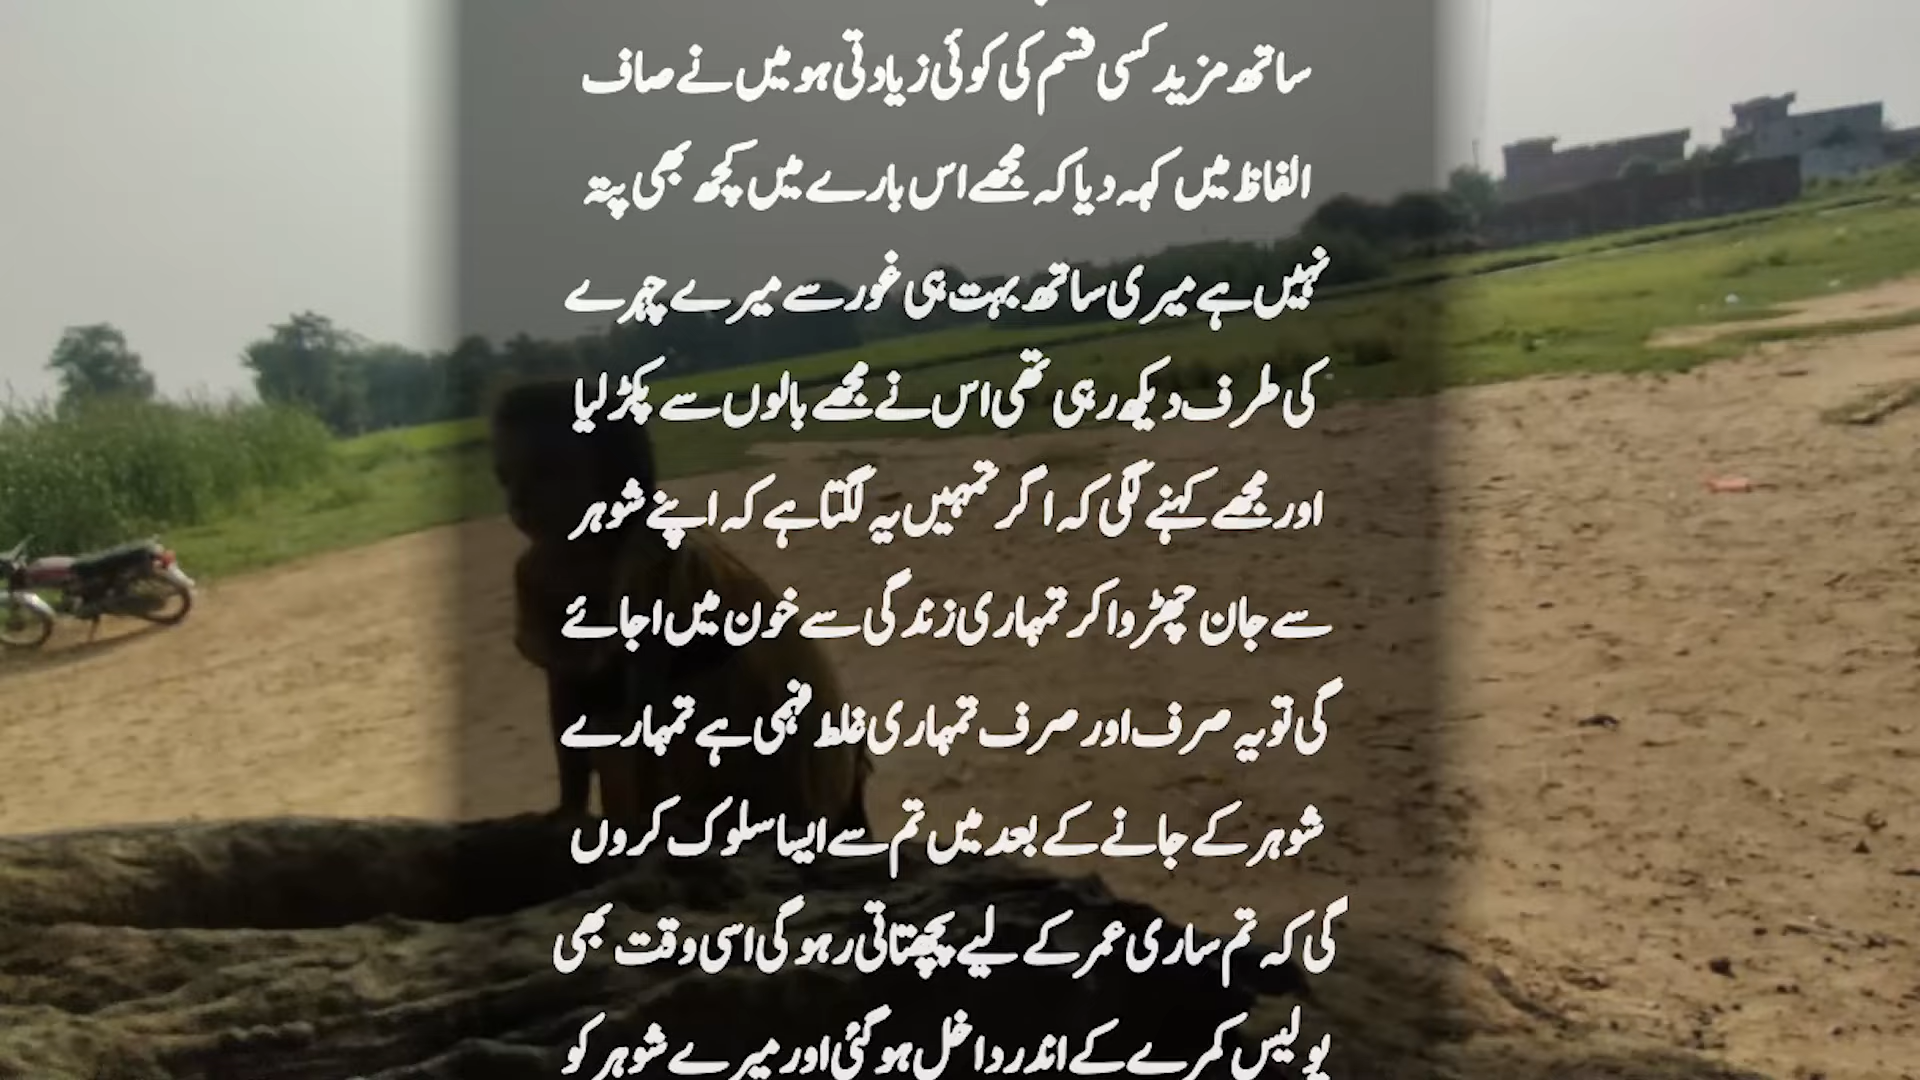 ساتھ مزید کسی قسم کی کوئی زیادتی ہو میں نے صاف
الفاظ میں کہہ دیا کہ مجھے اس بارے میں کچھ بھی پتہ
نہیں ہے میری ساتھ بہت ہی غور سے میرے چہرے
کی طرف دیکھ رہی تھی اس نے مجھے بالوں سے پکڑ لیا
اور مجھے کہنے لگی کہ اگر تمہیں یہ لگتا ہے کہ اپنے شوہر
سے جان چھڑوا کر تمہاری زندگی سے خون میں اجائے
گی تو یہ صرف اور صرف تمہاری غلط فہمی ہے تمہارے
شوہر کے جانے کے بعد میں تم سے ایسا سلوک کروں
گی کہ تم ساری عمر کے لیے پچھتاتی رہو گی اسی وقت بھی
پولیس کمرے کے اندر داخل ہو گئی اور میرے شوہر کو